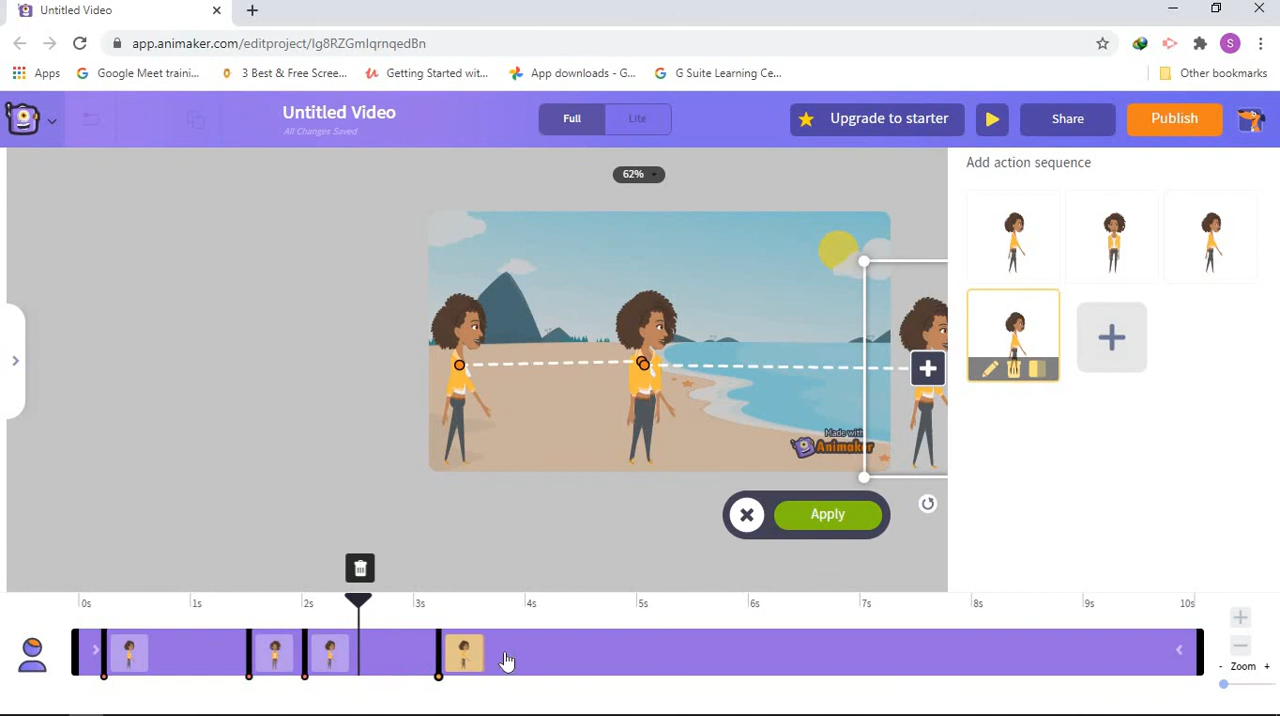 Untitled Video
app.animaker.com/editproject/Ig8RZGmIqrnqedBn
Apps
Google Meet traini...
3 Best & Free Scree...
Getting Started wit...
App downloads - G...
G Suite Learning Ce...
Other bookmarks
S
Untitled Video
All Changes Saved
Full
Lite
Upgrade to starter
Share
Publish
62%
Add action sequence
Made with
Animaker
Apply
0s
1s
2s
3s
4s
5s
6s
7s
8s
9s
10s
- Zoom +